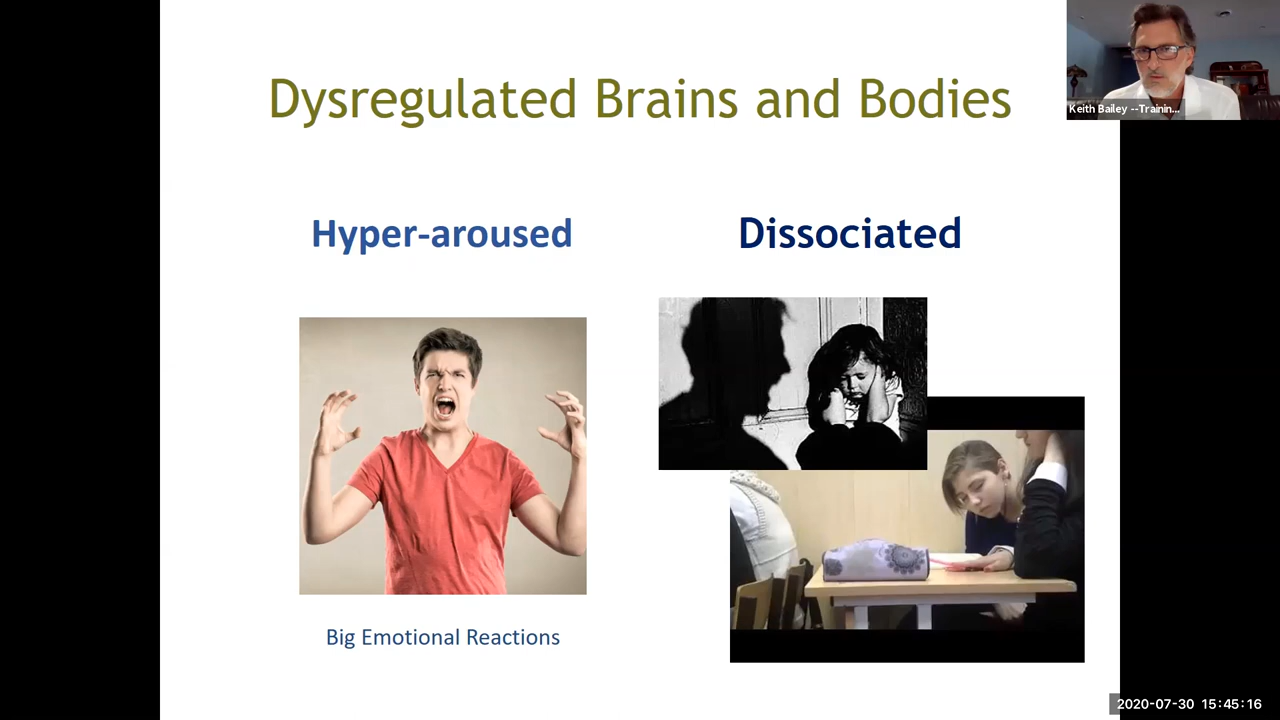 Dysregulated Brains and Bodies
Keith Bailey --Trainin...
Hyper-aroused
Dissociated
Big Emotional Reactions
2020-07-30 15:45:16